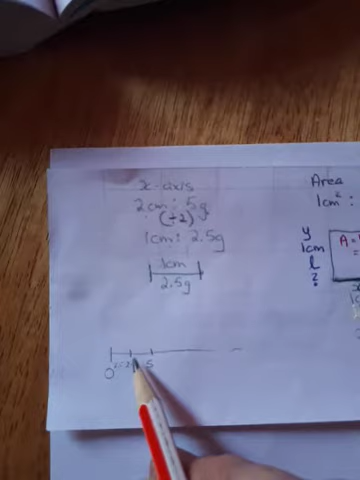 x-axis
2cm : 5g
(÷2)
1cm : 2.5g
1cm
2.5g
0 5
Area
1cm² :
y
1cm
l
?
A =
=